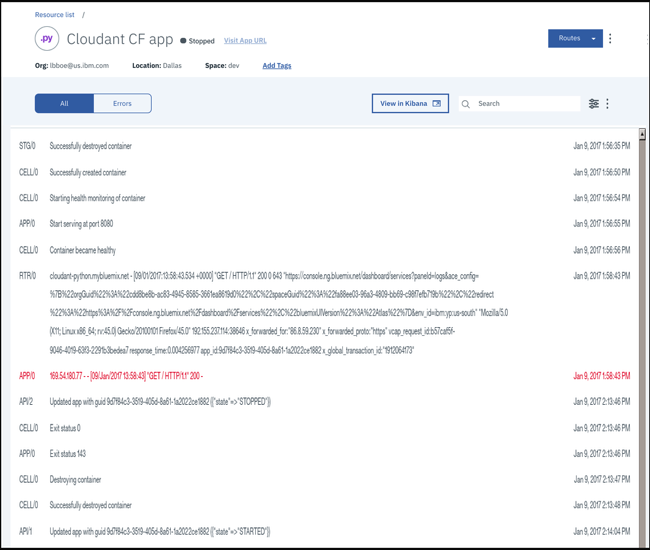 Resource list /
.py Cloudant CF app Stopped Visit App URL Routes
Org: lbboe@us.ibm.com Location: Dallas Space: dev Add Tags
All Errors View in Kibana Search
STG/0 Successfully destroyed container Jan 9, 2017 1:56:35 PM
CELL/0 Successfully created container Jan 9, 2017 1:56:50 PM
CELL/0 Starting health monitoring of container Jan 9, 2017 1:56:54 PM
APP/0 Start serving at port 8080 Jan 9, 2017 1:56:55 PM
CELL/0 Container became healthy Jan 9, 2017 1:56:56 PM
RTR/0 cloudant-python.mybluemix.net - [09/01/2017:13:58:43.534 +0000] "GET / HTTP/1.1" 200 0 643 "https://console.ng.bluemix.net/dashboard/services?paneId=logs&ace_config= Jan 9, 2017 1:58:43 PM
%7B%22orgGuid%22%3A%22cdd8be8b-ac83-4945-8585-3661ea8619d0%22%2C%22spaceGuid%22%3A%22fa88ee03-96a3-4809-bb69-c98f7efb719b%22%2C%22redirect
%22%3A%22https%3A%2F%2Fconsole.ng.bluemix.net%2Fdashboard%2Fservices%22%2C%22bluemixUIVersion%22%3A%22Atlas%22%7D&env_id=ibm:yp:us-south" "Mozilla/5.0
(X11; Linux x86_64; rv:45.0) Gecko/20100101 Firefox/45.0" 192.155.237.114:38646 x_forwarded_for:"86.8.59.230" x_forwarded_proto:"https" vcap_request_id:b57caf5f-
9046-4019-63f3-2291b3bedea7 response_time:0.004256977 app_id:9d7f84c3-3519-405d-8a61-1a2022ce1882 x_global_transaction_id:"1912064173"
APP/0 169.54.180.77 - - [09/Jan/2017 13:58:43] "GET / HTTP/1.1" 200 - Jan 9, 2017 1:58:43 PM
API/2 Updated app with guid 9d7f84c3-3519-405d-8a61-1a2022ce1882 ({"state"=>"STOPPED"}) Jan 9, 2017 2:13:46 PM
CELL/0 Exit status 0 Jan 9, 2017 2:13:46 PM
APP/0 Exit status 143 Jan 9, 2017 2:13:46 PM
CELL/0 Destroying container Jan 9, 2017 2:13:47 PM
CELL/0 Successfully destroyed container Jan 9, 2017 2:13:48 PM
API/1 Updated app with guid 9d7f84c3-3519-405d-8a61-1a2022ce1882 ({"state"=>"STARTED"}) Jan 9, 2017 2:14:04 PM